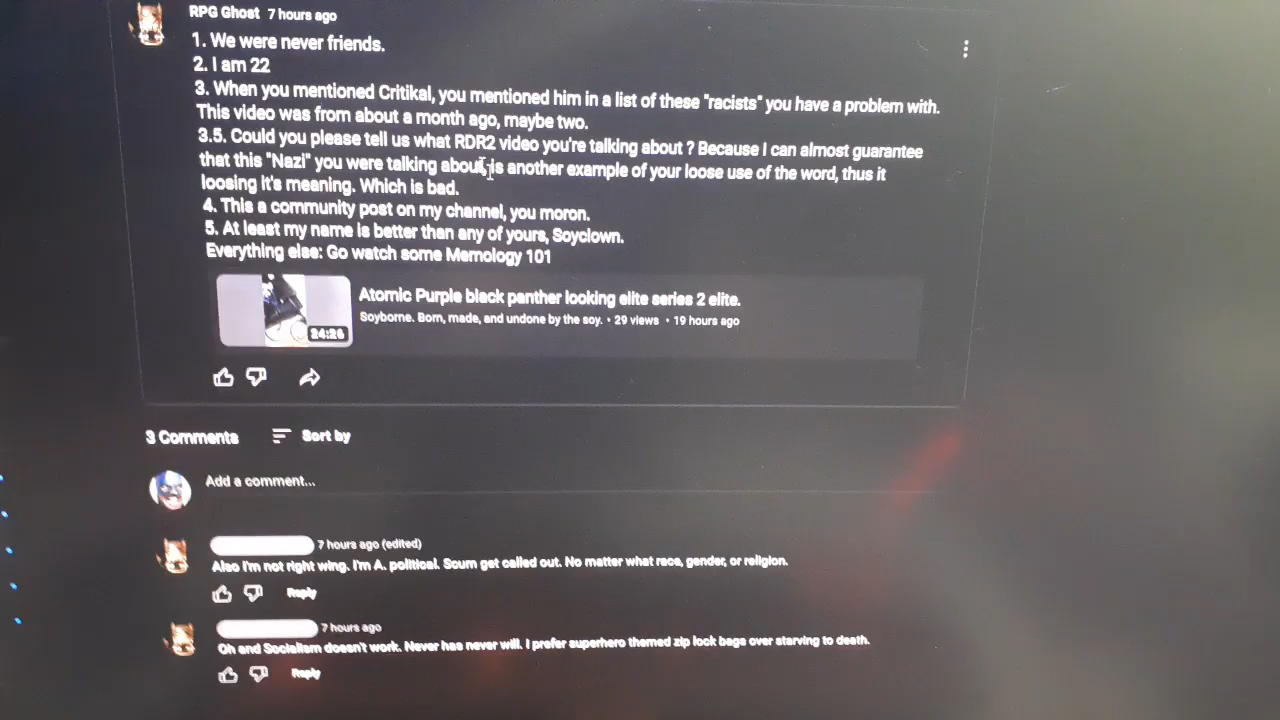 RPG Ghost 7 hours ago
1. We were never friends.
2. I am 22
3. When you mentioned Critikal, you mentioned him in a list of these "racists" you have a problem with.
This video was from about a month ago, maybe two.
3.5. Could you please tell us what RDR2 video you're talking about ? Because I can almost guarantee
that this "Nazi" you were talking about, is another example of your loose use of the word, thus it
loosing it's meaning. Which is bad.
4. This a community post on my channel, you moron.
5. At least my name is better than any of yours, Soyclown.
Everything else: Go watch some Memology 101
Atomic Purple black panther looking elite series 2 elite.
Soyborne. Born, made, and undone by the soy. • 29 views • 19 hours ago
24:26
3 Comments Sort by
Add a comment...
7 hours ago (edited)
Also I'm not right wing. I'm A. political. Scum get called out. No matter what race, gender, or religion.
Reply
7 hours ago
Oh and Socialism doesn't work. Never has never will. I prefer superhero themed zip lock bags over starving to death.
Reply